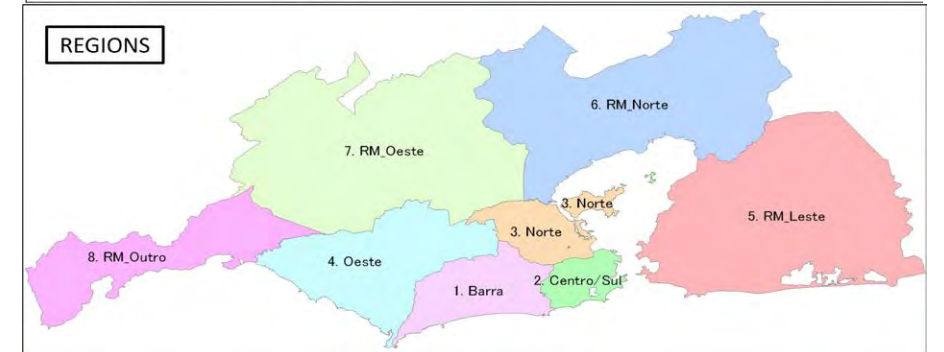 REGIONS
6. RM_Norte
7. RM_Oeste
3. Norte
5. RM_Leste
3. Norte
8. RM_Outro
4. Oeste
2. Centro/Sul
1. Barra